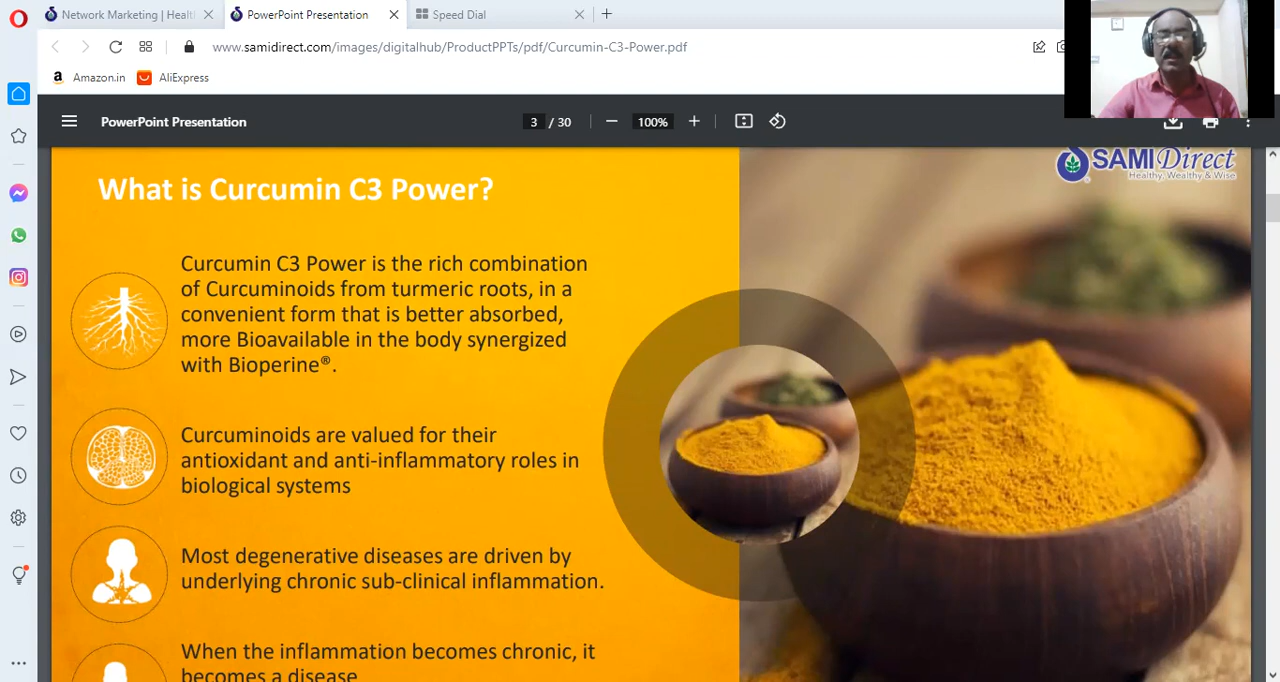 Network Marketing | Healt
PowerPoint Presentation
Speed Dial
www.samidirect.com/images/digitalhub/ProductPPTs/pdf/Curcumin-C3-Power.pdf
Amazon.in
AliExpress
PowerPoint Presentation
3 / 30
100%
SAMI Direct
Healthy, Wealthy & Wise
What is Curcumin C3 Power?
Curcumin C3 Power is the rich combination
of Curcuminoids from turmeric roots, in a
convenient form that is better absorbed,
more Bioavailable in the body synergized
with Bioperine®.
Curcuminoids are valued for their
antioxidant and anti-inflammatory roles in
biological systems
Most degenerative diseases are driven by
underlying chronic sub-clinical inflammation.
When the inflammation becomes chronic, it
becomes a disease